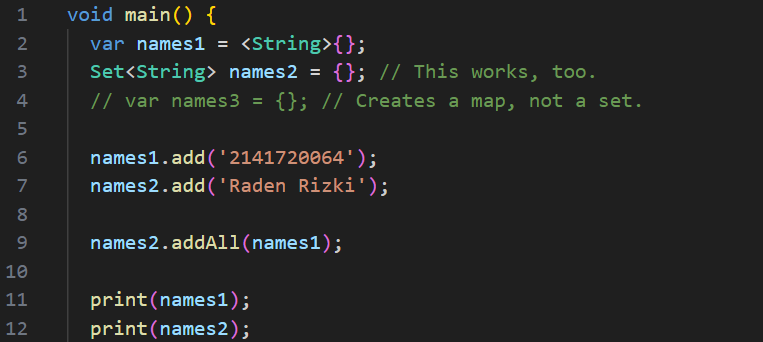 1 void main() {
2 var names1 = <String>{};
3 Set<String> names2 = {}; // This works, too.
4 // var names3 = {}; // Creates a map, not a set.
5
6 names1.add('2141720064');
7 names2.add('Raden Rizki');
8
9 names2.addAll(names1);
10
11 print(names1);
12 print(names2);